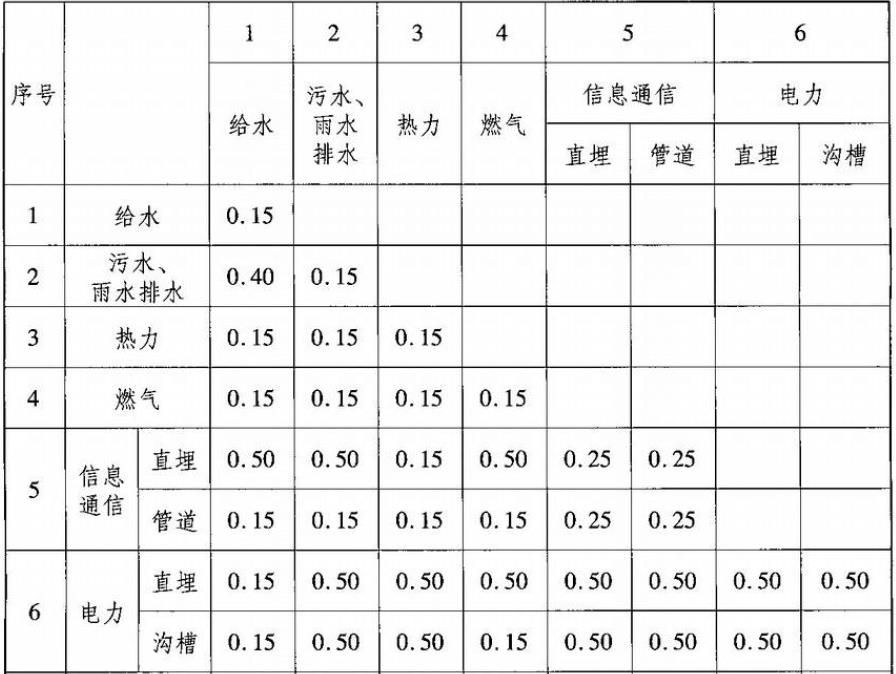 1 2 3 4 5 6
序号 给水 污水、雨水排水 热力 燃气 信息通信 电力
直埋 管道 直埋 沟槽
1 给水 0.15
2 污水、雨水排水 0.40 0.15
3 热力 0.15 0.15 0.15
4 燃气 0.15 0.15 0.15 0.15
5 信息通信 直埋 0.50 0.50 0.15 0.50 0.25 0.25
管道 0.15 0.15 0.15 0.15 0.25 0.25
6 电力 直埋 0.15 0.50 0.50 0.50 0.50 0.50 0.50 0.50
沟槽 0.15 0.50 0.50 0.15 0.50 0.50 0.50 0.50